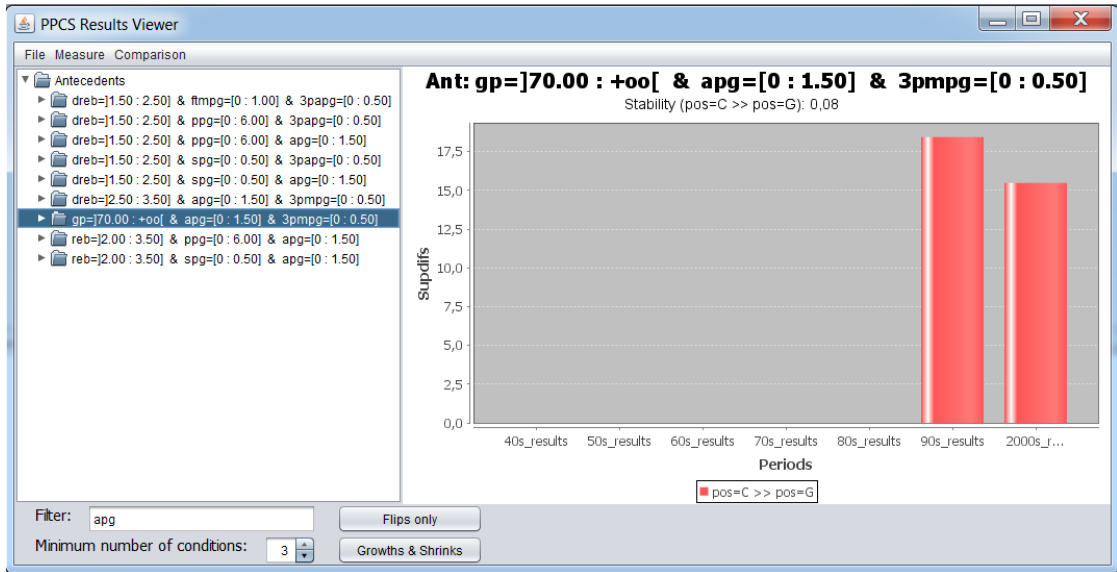 PPCS Results Viewer
File Measure Comparison
Antecedents
dreb=]1.50 : 2.50] & ftmpg=[0 : 1.00] & 3papg=[0 : 0.50]
dreb=]1.50 : 2.50] & ppg=[0 : 6.00] & 3papg=[0 : 0.50]
dreb=]1.50 : 2.50] & ppg=[0 : 6.00] & apg=[0 : 1.50]
dreb=]1.50 : 2.50] & spg=[0 : 0.50] & 3papg=[0 : 0.50]
dreb=]1.50 : 2.50] & spg=[0 : 0.50] & apg=[0 : 1.50]
dreb=]2.50 : 3.50] & apg=[0 : 1.50] & 3pmpg=[0 : 0.50]
gp=]70.00 : +oo[ & apg=[0 : 1.50] & 3pmpg=[0 : 0.50]
reb=]2.00 : 3.50] & ppg=[0 : 6.00] & apg=[0 : 1.50]
reb=]2.00 : 3.50] & spg=[0 : 0.50] & apg=[0 : 1.50]
Ant: gp=]70.00 : +oo[ & apg=[0 : 1.50] & 3pmpg=[0 : 0.50]
Stability (pos=C >> pos=G): 0,08
Supdifs
17,5
15,0
12,5
10,0
7,5
5,0
2,5
0,0
40s_results 50s_results 60s_results 70s_results 80s_results 90s_results 2000s_r...
Periods
pos=C >> pos=G
Filter: apg
Flips only
Minimum number of conditions: 3
Growths & Shrinks